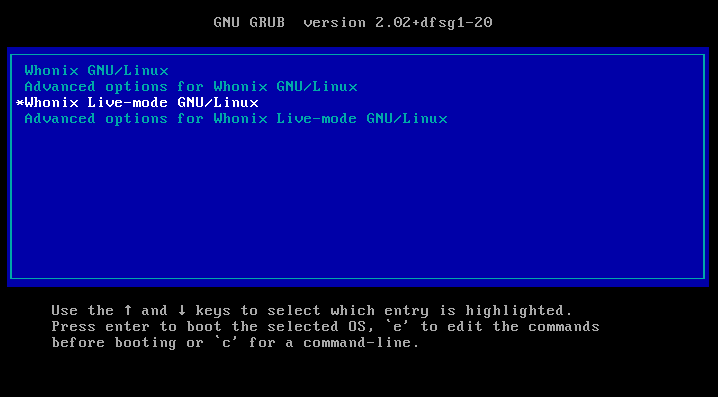 GNU GRUB  version 2.02+dfsg1-20
Whonix GNU/Linux
Advanced options for Whonix GNU/Linux
*Whonix Live-mode GNU/Linux
Advanced options for Whonix Live-mode GNU/Linux
Use the ↑ and ↓ keys to select which entry is highlighted.
Press enter to boot the selected OS, `e' to edit the commands
before booting or `c' for a command-line.